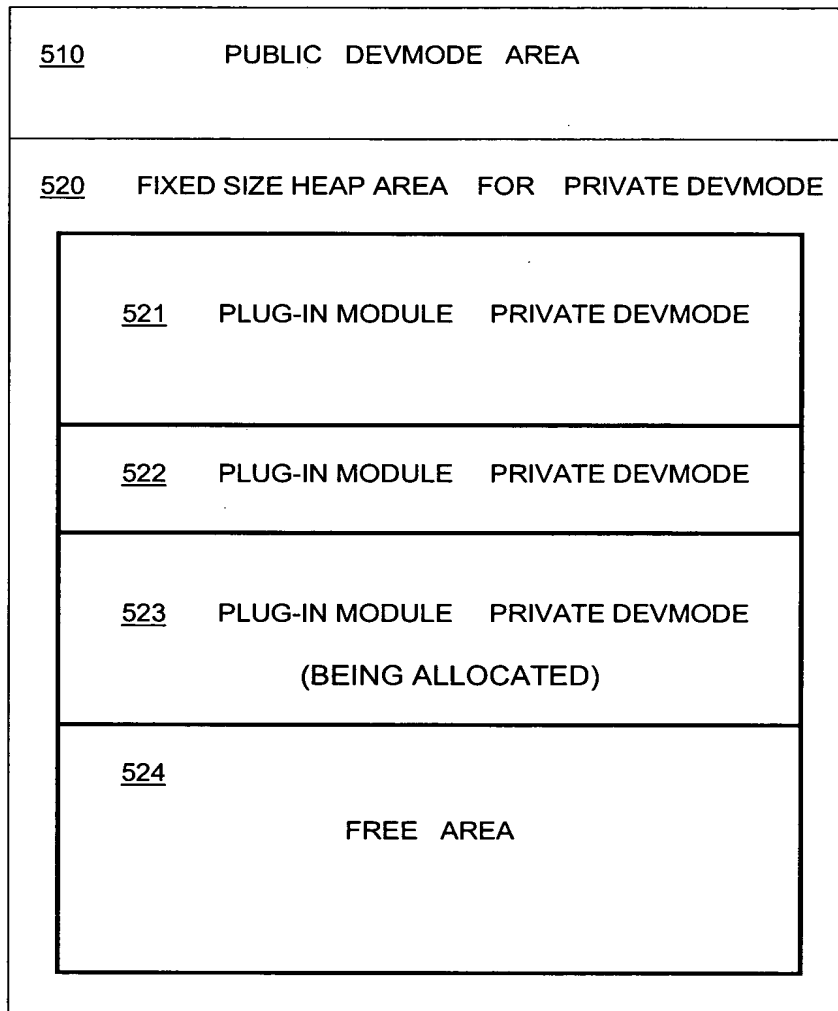 510 PUBLIC DEVMODE AREA
520 FIXED SIZE HEAP AREA FOR PRIVATE DEVMODE
521 PLUG-IN MODULE PRIVATE DEVMODE
522 PLUG-IN MODULE PRIVATE DEVMODE
523 PLUG-IN MODULE PRIVATE DEVMODE
(BEING ALLOCATED)
524
FREE AREA